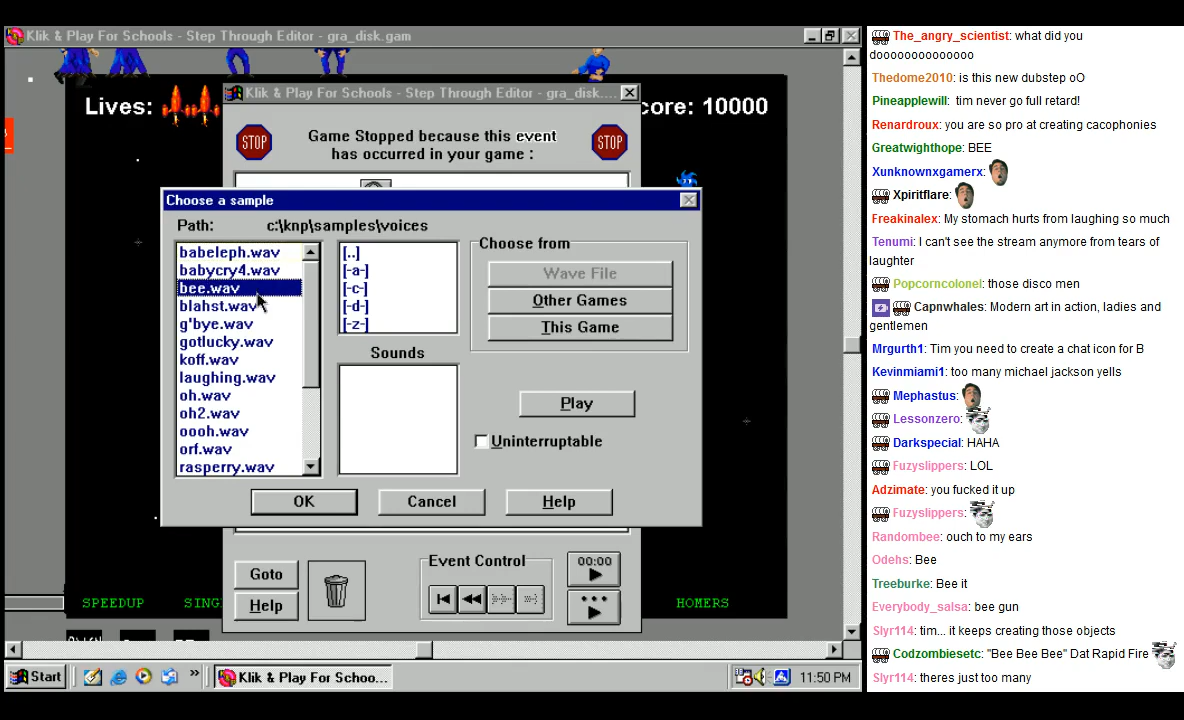 Klik & Play For Schools - Step Through Editor - gra_disk.gam
Lives:
core: 10000
Klik & Play For Schools - Step Through Editor - gra_disk....
STOP
Game Stopped because this event
has occurred in your game :
STOP
Choose a sample
Path: c:\knp\samples\voices
babeleph.wav
babycry4.wav
bee.wav
blahst.wav
g'bye.wav
gotlucky.wav
koff.wav
laughing.wav
oh.wav
oh2.wav
oooh.wav
orf.wav
rasperry.wav
[..]
[-a-]
[-c-]
[-d-]
[-z-]
Sounds
Choose from
Wave File
Other Games
This Game
Play
Uninterruptable
OK
Cancel
Help
Goto
Help
Event Control
00:00
SPEEDUP
SING
HOMERS
Start
»
Klik & Play For Schoo...
11:50 PM
The_angry_scientist: what did you
doooooooooooooo
Thedome2010: is this new dubstep oO
Pineapplewill: tim never go full retard!
Renardroux: you are so pro at creating cacophonies
Greatwighthope: BEE
Xunknownxgamerx:
Xpiritflare:
Freakinalex: My stomach hurts from laughing so much
Tenumi: I can't see the stream anymore from tears of
laughter
Popcorncolonel: those disco men
Capnwhales: Modern art in action, ladies and
gentlemen
Mrgurth1: Tim you need to create a chat icon for B
Kevinmiami1: too many michael jackson yells
Mephastus:
Lessonzero:
Darkspecial: HAHA
Fuzyslippers: LOL
Adzimate: you fucked it up
Fuzyslippers:
Randombee: ouch to my ears
Odehs: Bee
Treeburke: Bee it
Everybody_salsa: bee gun
Slyr114: tim... it keeps creating those objects
Codzombiesetc: "Bee Bee Bee" Dat Rapid Fire
Slyr114: theres just too many